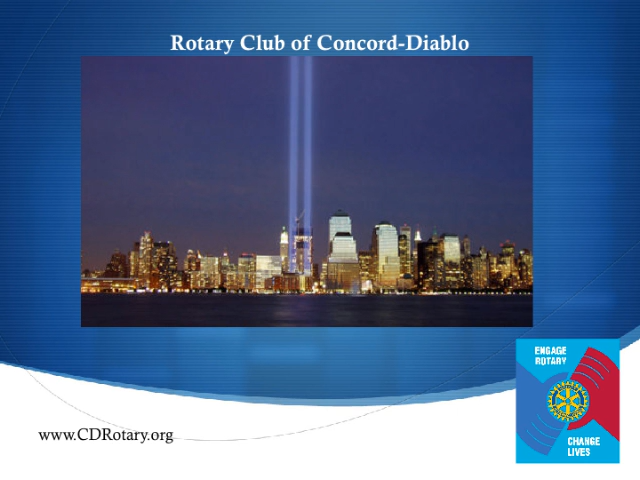 Rotary Club of Concord-Diablo
ENGAGE
ROTARY
CHANGE
LIVES
www.CDRotary.org